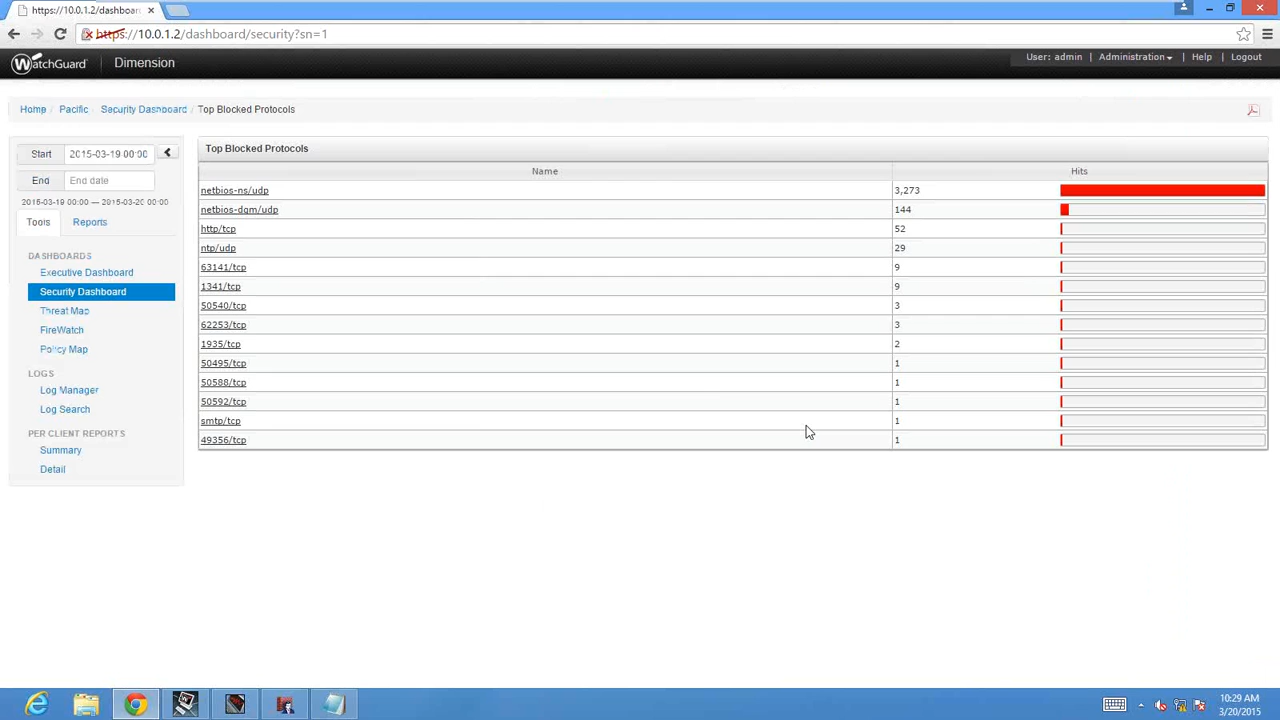 https://10.0.1.2/dashboar
https://10.0.1.2/dashboard/security?sn=1
WatchGuard Dimension User: admin | Administration | Help | Logout
Home / Pacific / Security Dashboard / Top Blocked Protocols
Start 2015-03-19 00:00
End End date
2015-03-19 00:00 — 2015-03-20 00:00
Tools Reports
DASHBOARDS
Executive Dashboard
Security Dashboard
Threat Map
FireWatch
Policy Map
LOGS
Log Manager
Log Search
PER CLIENT REPORTS
Summary
Detail
Top Blocked Protocols
Name Hits
netbios-ns/udp 3,273
netbios-dgm/udp 144
http/tcp 52
ntp/udp 29
63141/tcp 9
1341/tcp 9
50540/tcp 3
62253/tcp 3
1935/tcp 2
50495/tcp 1
50588/tcp 1
50592/tcp 1
smtp/tcp 1
49356/tcp 1
10:29 AM
3/20/2015